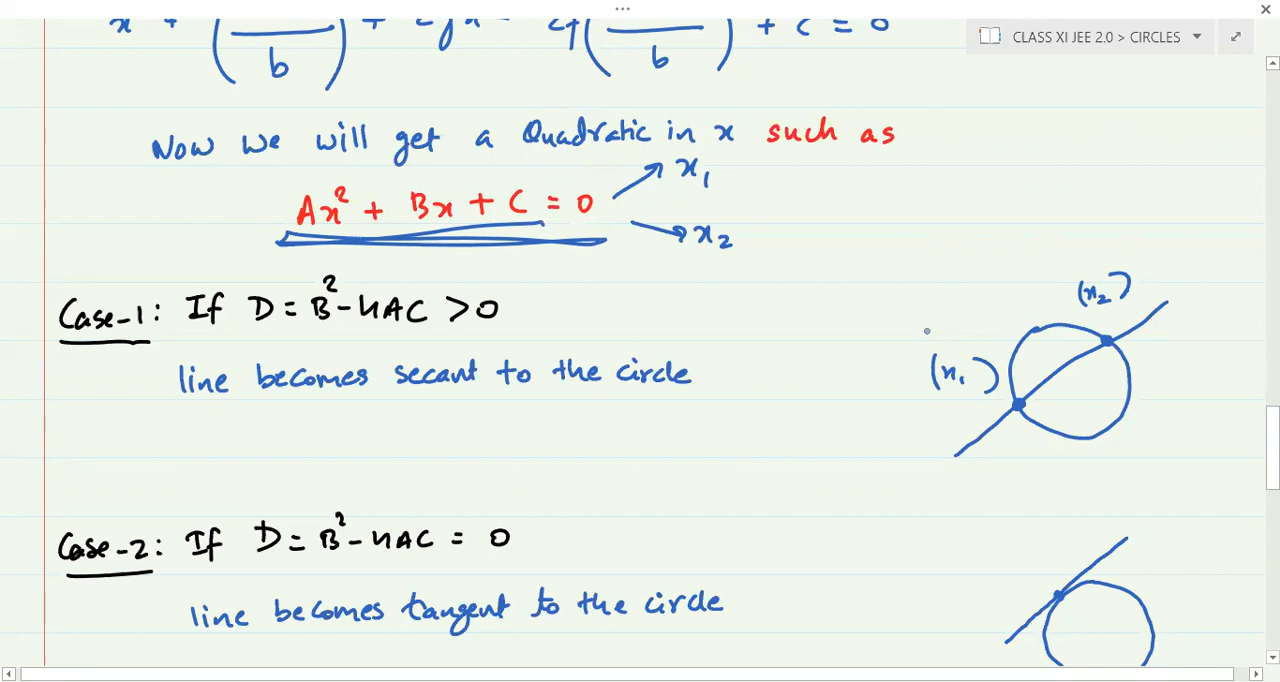 CLASS XI JEE 2.0 > CIRCLES
b b
Now we will get a Quadratic in x such as
Ax² + Bx + C = 0
x₁
x₂
Case-1: If D = B² - 4AC > 0
line becomes secant to the circle
(x₂)
(x₁)
Case-2: If D = B² - 4AC = 0
line becomes tangent to the circle